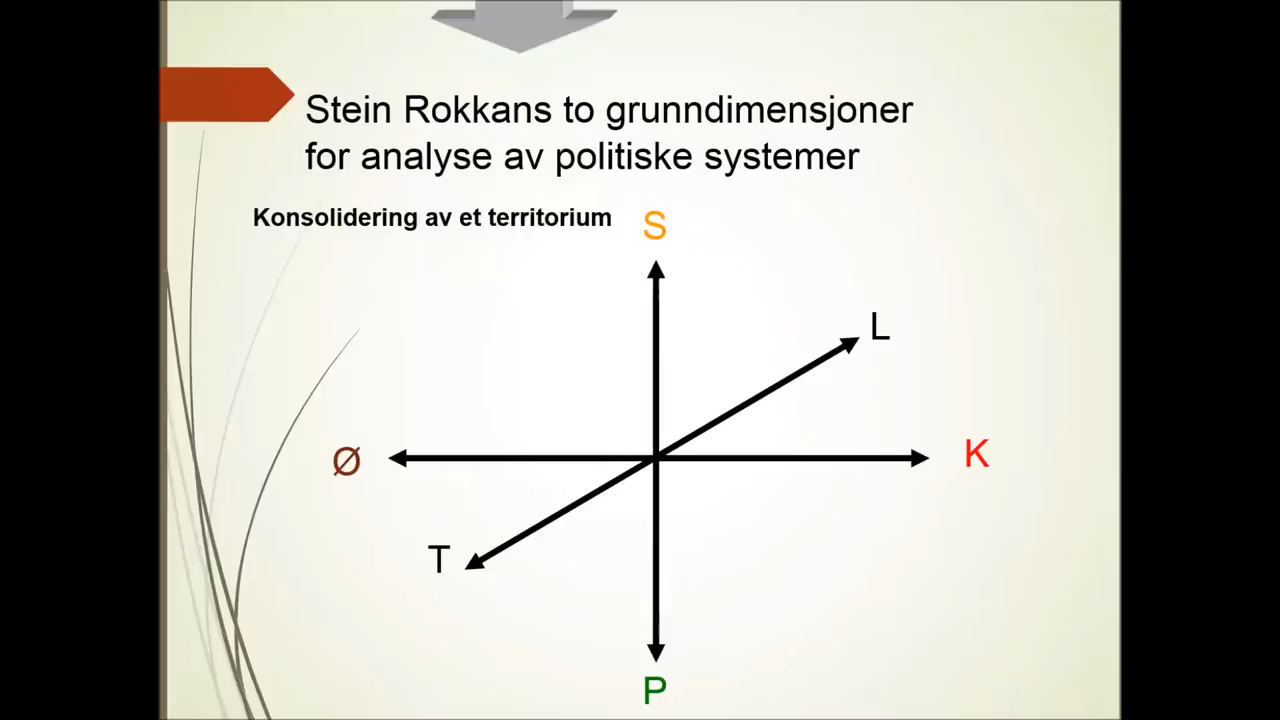 Stein Rokkans to grunndimensjoner
for analyse av politiske systemer
Konsolidering av et territorium
S
L
Ø
K
T
P